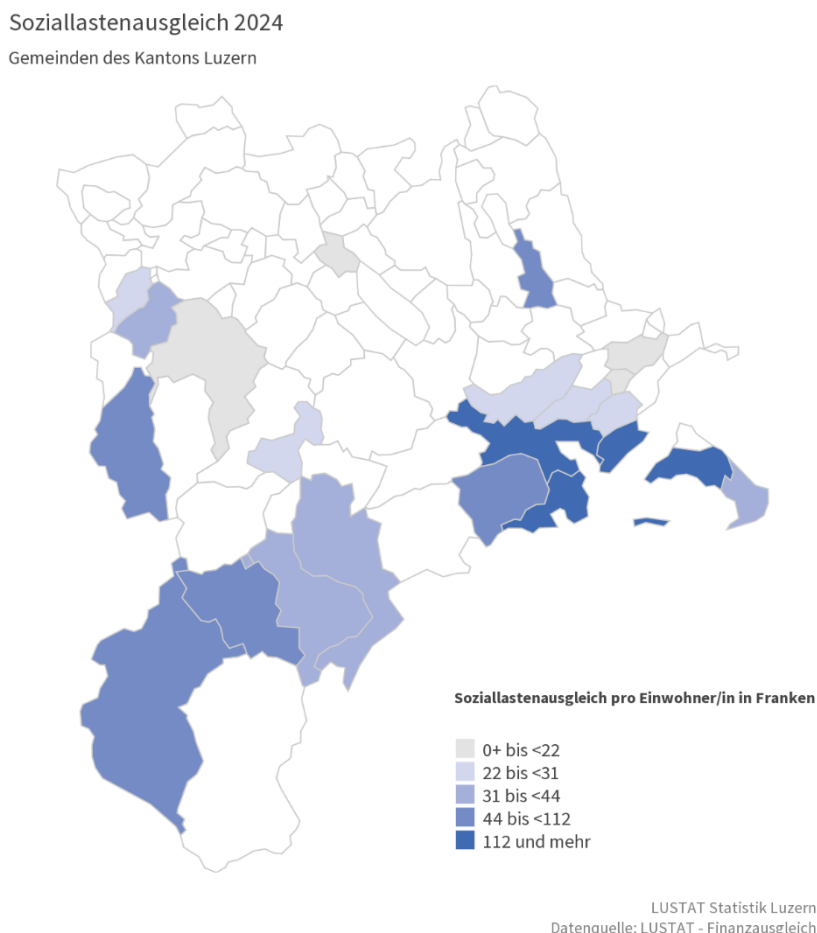 Soziallastenausgleich 2024
Gemeinden des Kantons Luzern
Soziallastenausgleich pro Einwohner/in in Franken
0+ bis <22
22 bis <31
31 bis <44
44 bis <112
112 und mehr
LUSTAT Statistik Luzern
Datenquelle: LUSTAT - Finanzausgleich